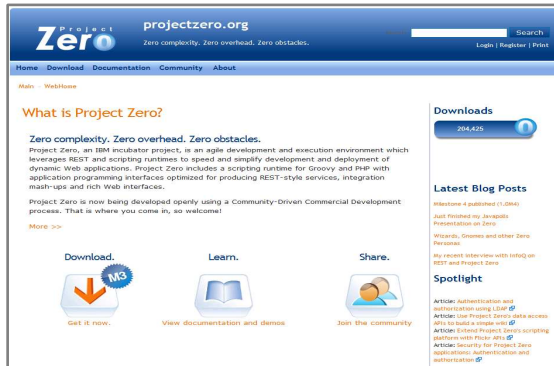 Project
Zero
projectzero.org
Zero complexity. Zero overhead. Zero obstacles.
Search
Login | Register | Print
Home Download Documentation Community About
Main WebHome
What is Project Zero?
Zero complexity. Zero overhead. Zero obstacles.
Project Zero, an IBM incubator project, is an agile development and execution environment which
leverages REST and scripting runtimes to speed and simplify development and deployment of
dynamic Web applications. Project Zero includes a scripting runtime for Groovy and PHP with
application programming interfaces optimized for producing REST-style services, integration
mash-ups and rich Web interfaces.
Project Zero is now being developed openly using a Community-Driven Commercial Development
process. That is where you come in, so welcome!
More >>
Download.
M3
Get it now.
Learn.
View documentation and demos
Share.
Join the community
Downloads
204,425
Latest Blog Posts
Milestone 4 published (1.0M4)
Just finished my Javapolis
Presentation on Zero
Wizards, Gnomes and other Zero
Personas
My recent interview with InfoQ on
REST and Project Zero
Spotlight
Article: Authentication and
authorization using LDAP
Article: Use Project Zero's data access
APIs to build a simple wiki
Article: Extend Project Zero's scripting
platform with Flickr APIs
Article: Security for Project Zero
applications: Authentication and
authorization